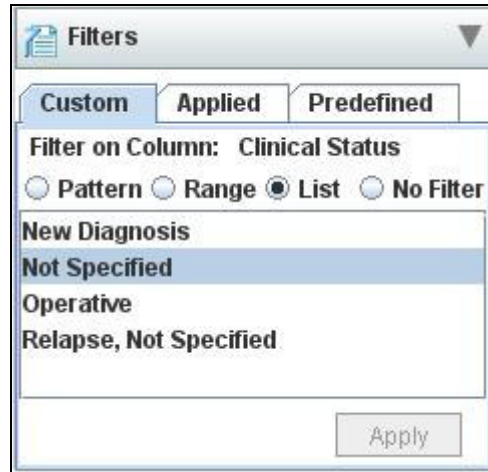 Filters
Custom Applied Predefined
Filter on Column: Clinical Status
Pattern Range List No Filter
New Diagnosis
Not Specified
Operative
Relapse, Not Specified
Apply